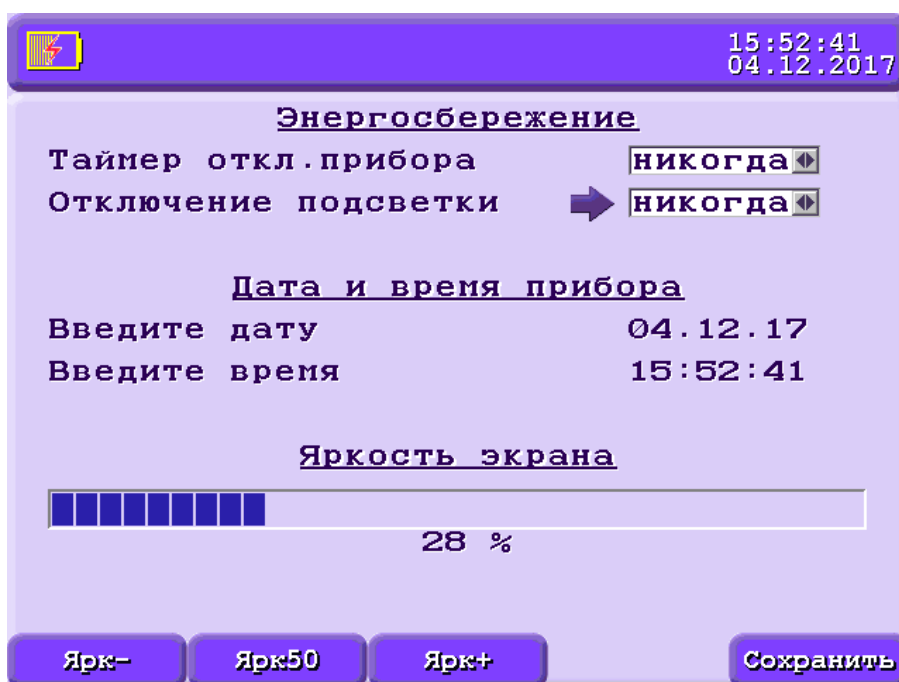 15:52:41
04.12.2017
Энергосбережение
Таймер откл.прибора никогда
Отключение подсветки никогда
Дата и время прибора
Введите дату 04.12.17
Введите время 15:52:41
Яркость экрана
28 %
Ярк- Ярк50 Ярк+ Сохранить